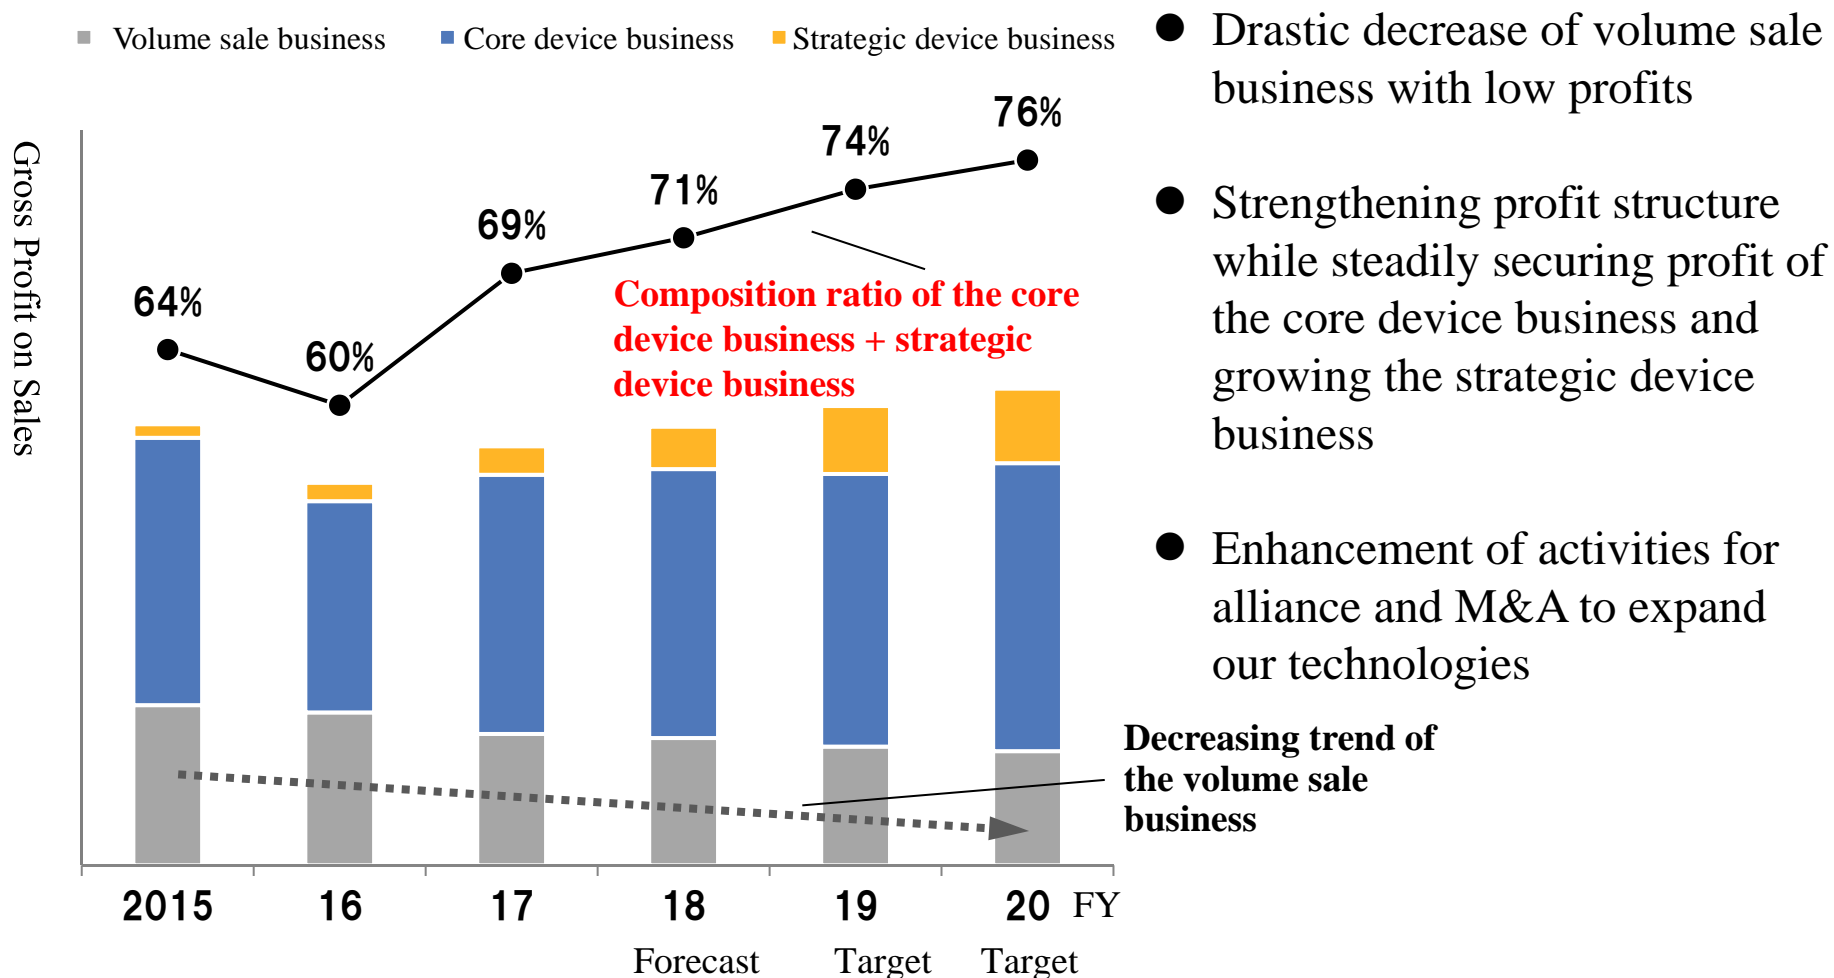 Volume sale business
Core device business
Strategic device business
Gross Profit on Sales
64%
60%
69%
71%
74%
76%
Composition ratio of the core
device business + strategic
device business
Decreasing trend of
the volume sale
business
2015
16
17
18
19
20
FY
Forecast
Target
Target
● Drastic decrease of volume sale
business with low profits
● Strengthening profit structure
while steadily securing profit of
the core device business and
growing the strategic device
business
● Enhancement of activities for
alliance and M&A to expand
our technologies